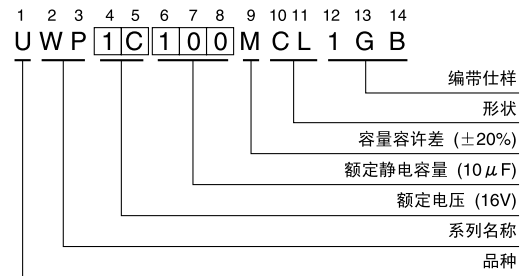 1 2 3 4 5 6 7 8 9 10 11 12 13 14
U W P 1 C 1 0 0 M C L 1 G B
编带仕样
形状
容量容许差 (±20%)
额定静电容量 (10μF)
额定电压 (16V)
系列名称
品种